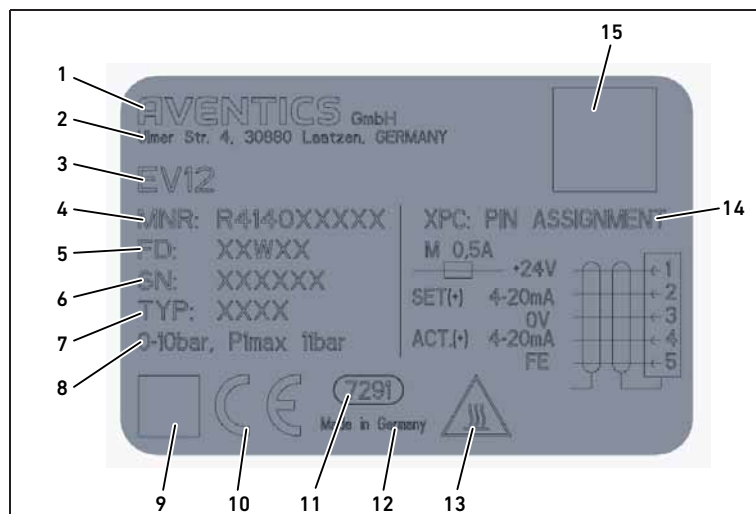 15
1
AVENTICS GmbH
2
Ulmer Str. 4, 30880 Laatzen, GERMANY
3
EV12
4
MNR: R4140XXXXX
XPC: PIN ASSIGNMENT
14
5
FD: XXWXX
M 0,5A
+24V
1
6
SN: XXXXXX
SET(+) 4-20mA
2
0V
3
7
TYP: XXXX
ACT.(+) 4-20mA
4
8
0-10bar, P1max 11bar
FE
5
CE
7291
Made in Germany
9
10
11
12
13